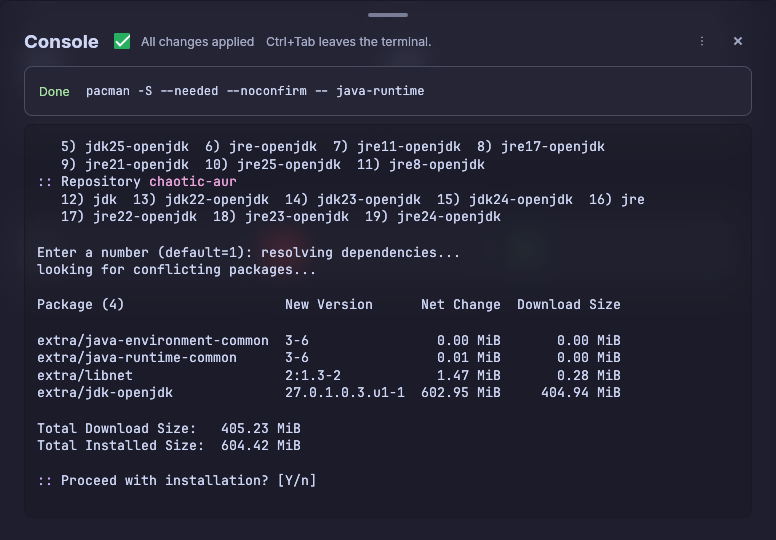 Console ✅ All changes applied Ctrl+Tab leaves the terminal.
Done pacman -S --needed --noconfirm -- java-runtime
5) jdk25-openjdk 6) jre-openjdk 7) jre11-openjdk 8) jre17-openjdk
9) jre21-openjdk 10) jre25-openjdk 11) jre8-openjdk
:: Repository chaotic-aur
12) jdk 13) jdk22-openjdk 14) jdk23-openjdk 15) jdk24-openjdk 16) jre
17) jre22-openjdk 18) jre23-openjdk 19) jre24-openjdk
Enter a number (default=1): resolving dependencies...
looking for conflicting packages...
Package (4) New Version Net Change Download Size
extra/java-environment-common 3-6 0.00 MiB 0.00 MiB
extra/java-runtime-common 3-6 0.01 MiB 0.00 MiB
extra/libnet 2:1.3-2 1.47 MiB 0.28 MiB
extra/jdk-openjdk 27.0.1.0.3.u1-1 602.95 MiB 404.94 MiB
Total Download Size: 405.23 MiB
Total Installed Size: 604.42 MiB
:: Proceed with installation? [Y/n]